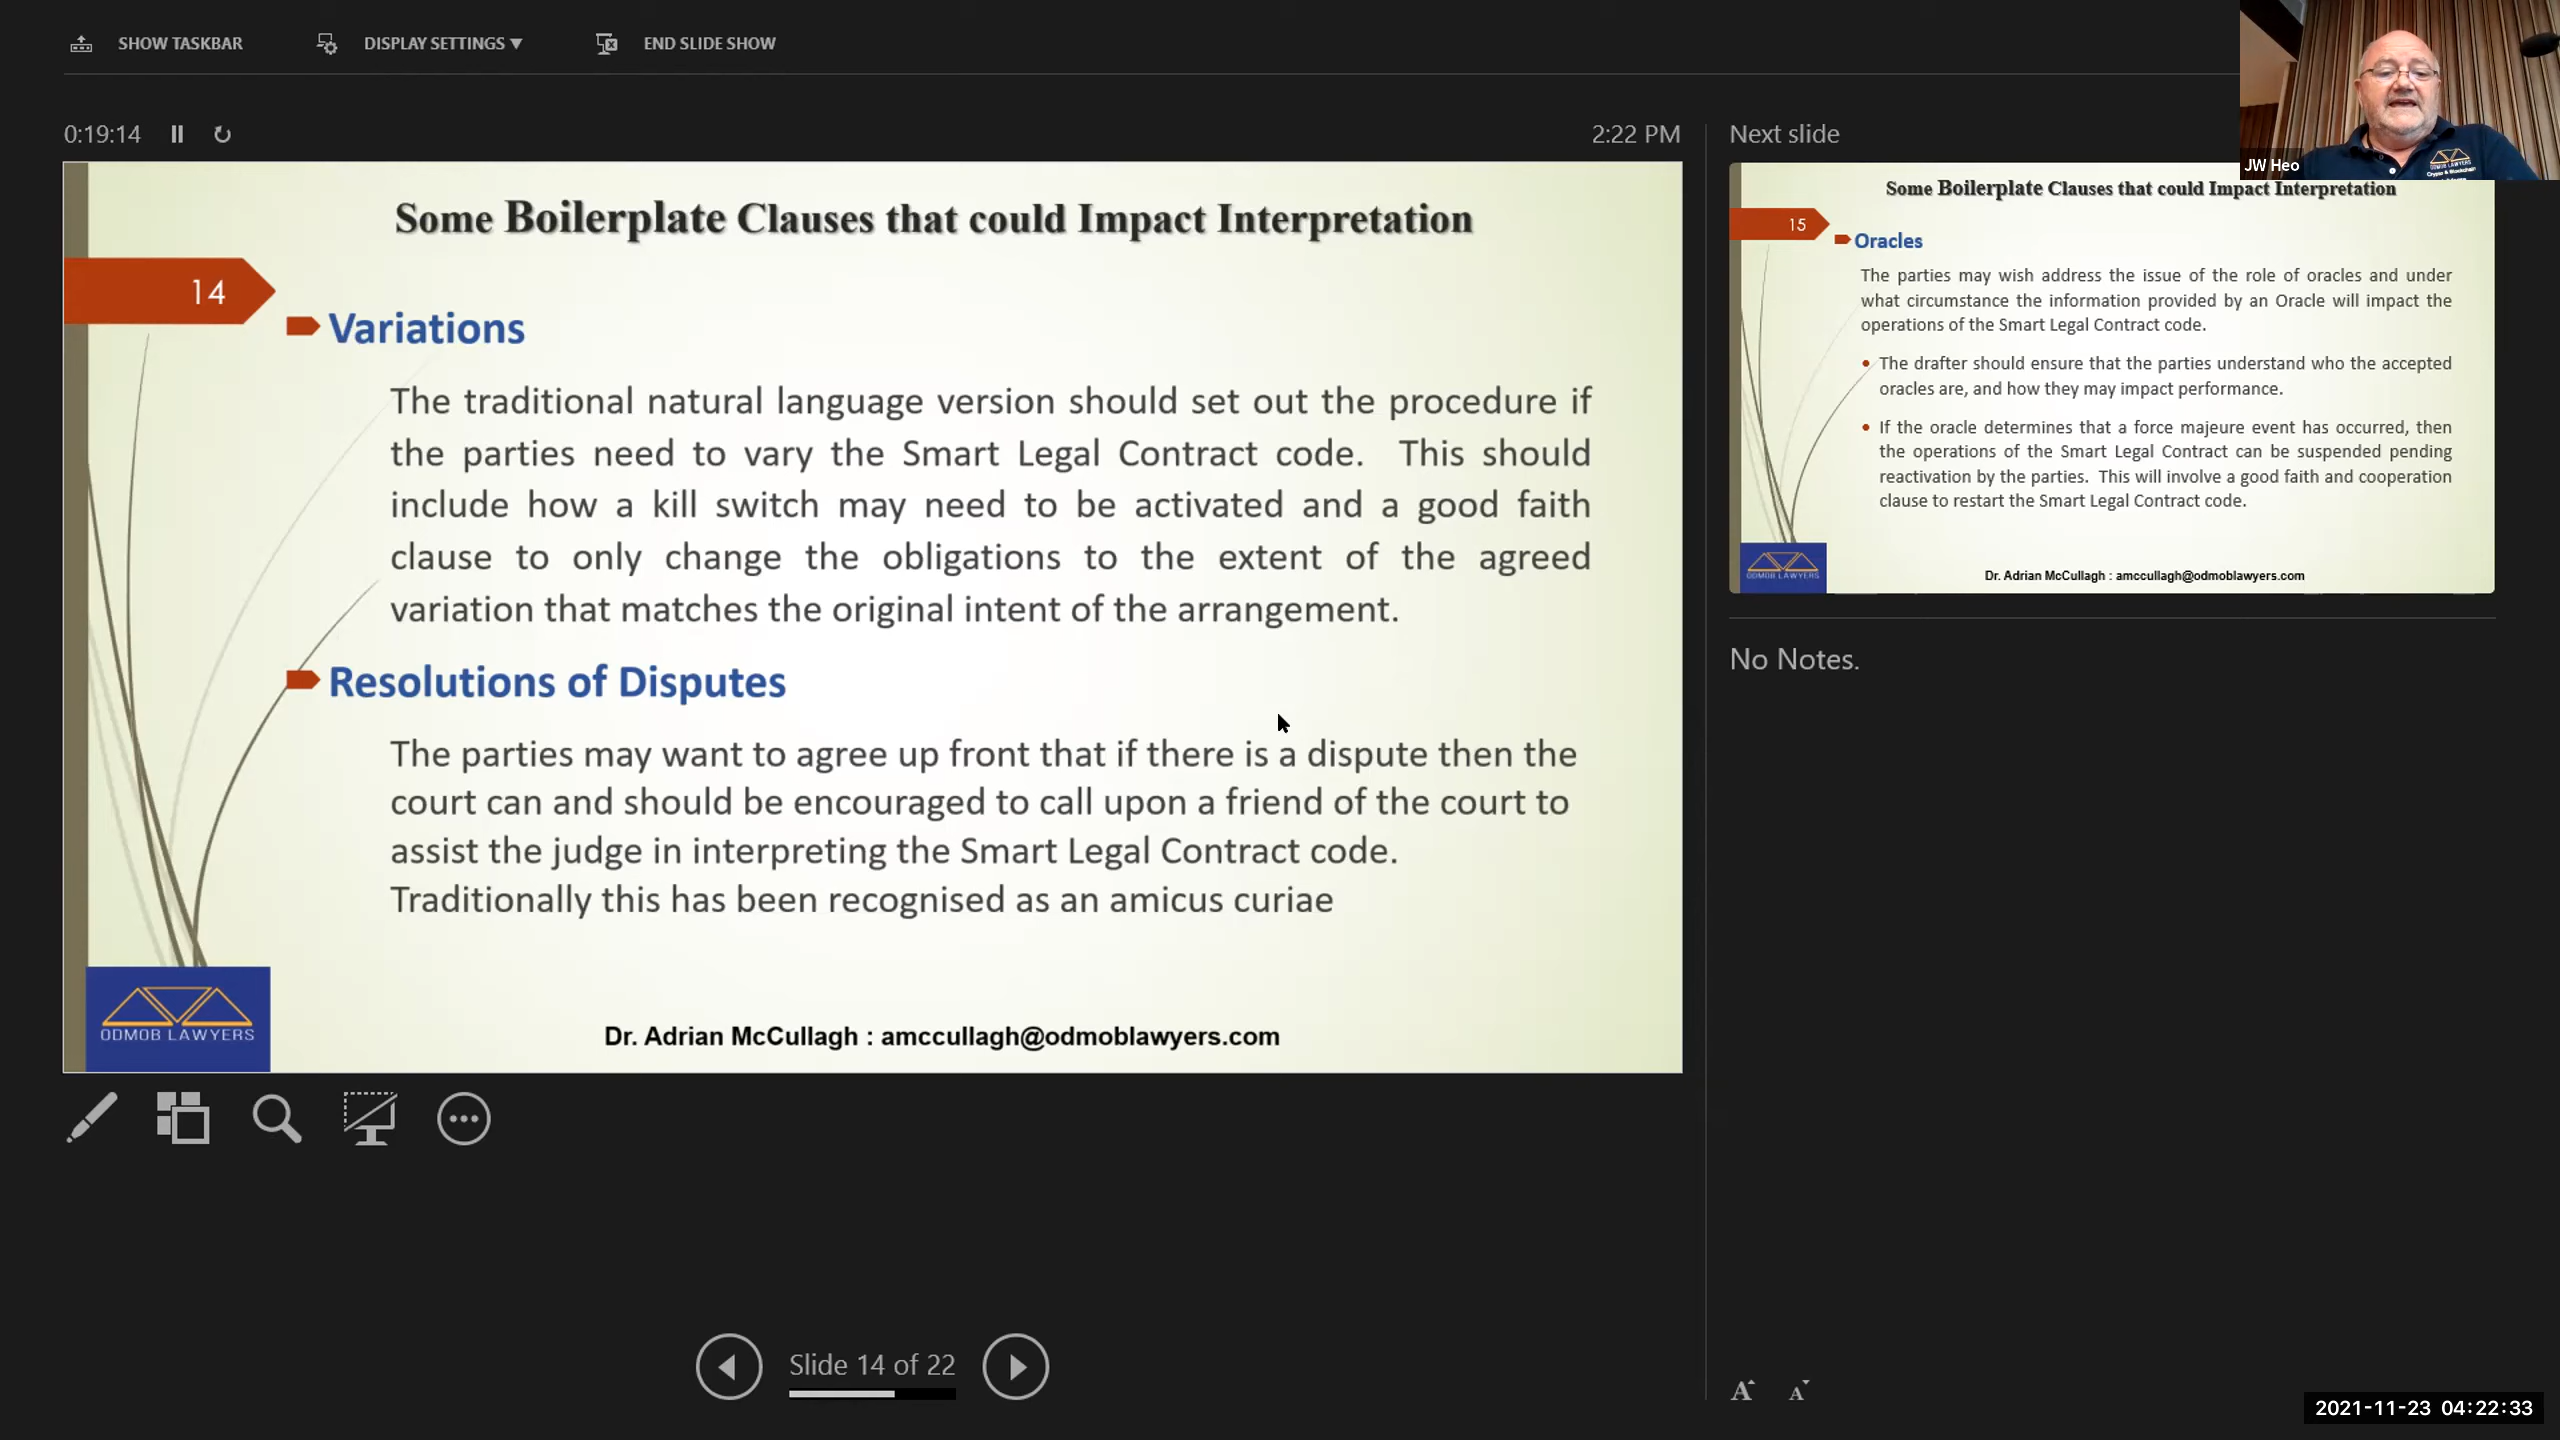 SHOW TASKBAR
DISPLAY SETTINGS ▼
END SLIDE SHOW
0:19:14
2:22 PM
Some Boilerplate Clauses that could Impact Interpretation
14
Variations
The traditional natural language version should set out the procedure if
the parties need to vary the Smart Legal Contract code. This should
include how a kill switch may need to be activated and a good faith
clause to only change the obligations to the extent of the agreed
variation that matches the original intent of the arrangement.
Resolutions of Disputes
The parties may want to agree up front that if there is a dispute then the
court can and should be encouraged to call upon a friend of the court to
assist the judge in interpreting the Smart Legal Contract code.
Traditionally this has been recognised as an amicus curiae
ODMOB LAWYERS
Dr. Adrian McCullagh : amccullagh@odmoblawyers.com
Slide 14 of 22
Next slide
JW Heo
ODMOB LAWYERS
Crypto & Blockchain
Some Boilerplate Clauses that could Impact Interpretation
15
Oracles
The parties may wish address the issue of the role of oracles and under
what circumstance the information provided by an Oracle will impact the
operations of the Smart Legal Contract code.
• The drafter should ensure that the parties understand who the accepted
oracles are, and how they may impact performance.
• If the oracle determines that a force majeure event has occurred, then
the operations of the Smart Legal Contract can be suspended pending
reactivation by the parties. This will involve a good faith and cooperation
clause to restart the Smart Legal Contract code.
ODMOB LAWYERS
Dr. Adrian McCullagh : amccullagh@odmoblawyers.com
No Notes.
A A
2021-11-23 04:22:33